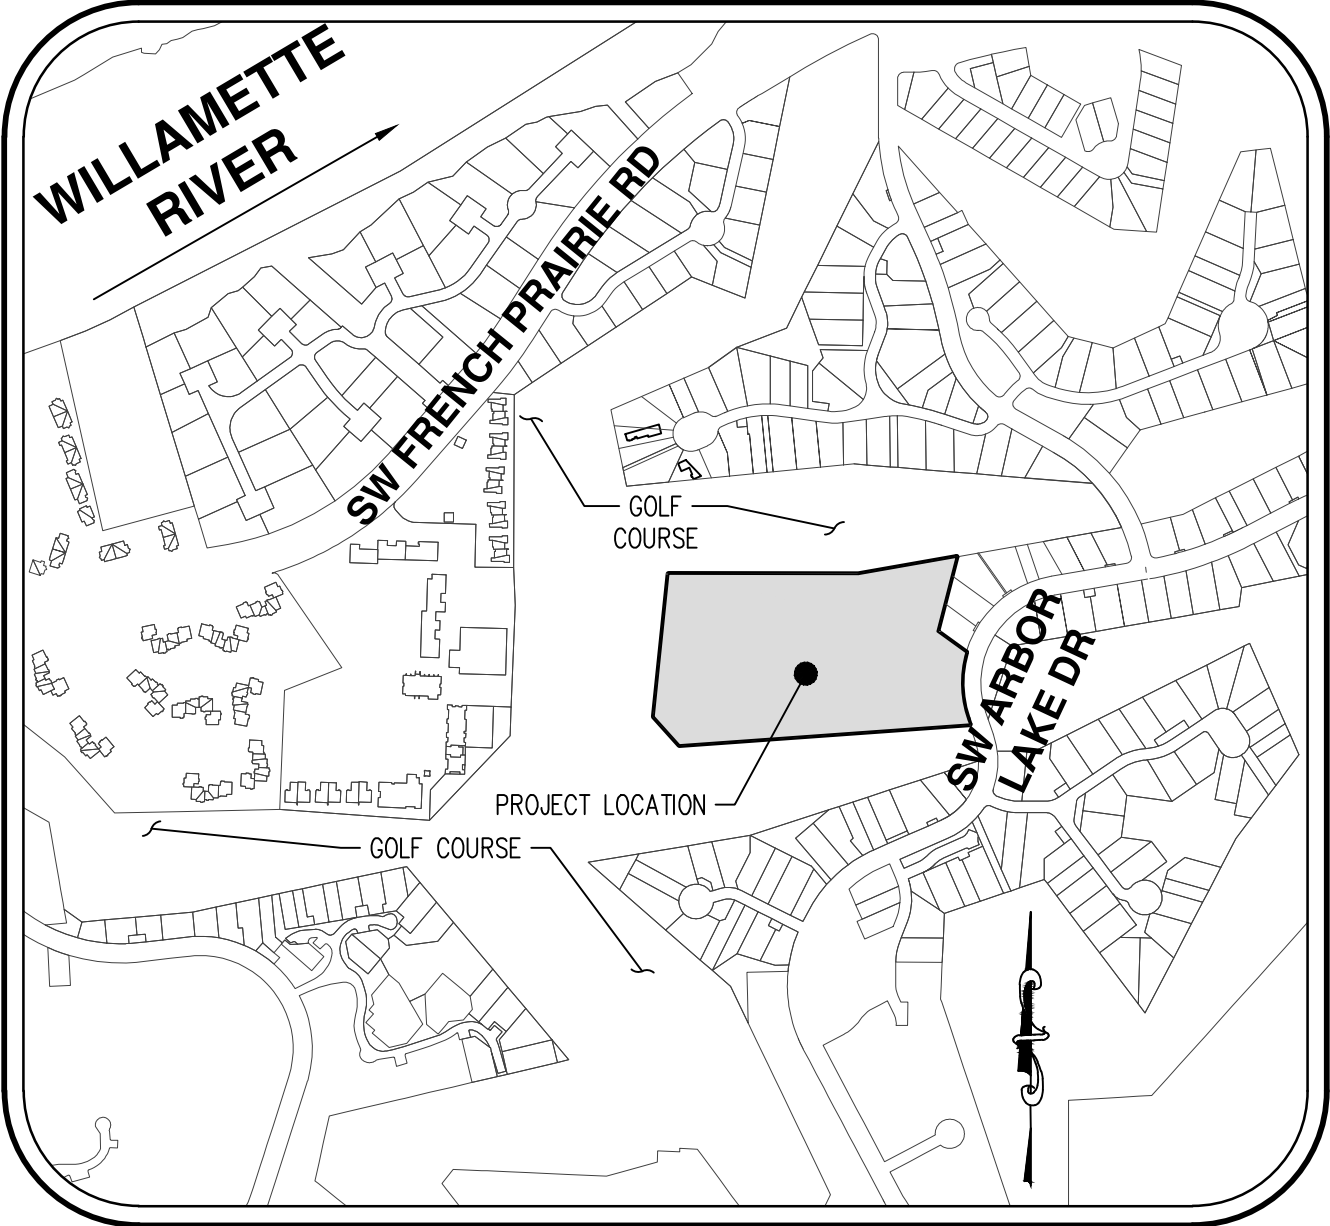 WILLAMETTE
RIVER
SW FRENCH PRAIRIE RD
GOLF
COURSE
SW ARBOR
LAKE DR
PROJECT LOCATION
GOLF COURSE